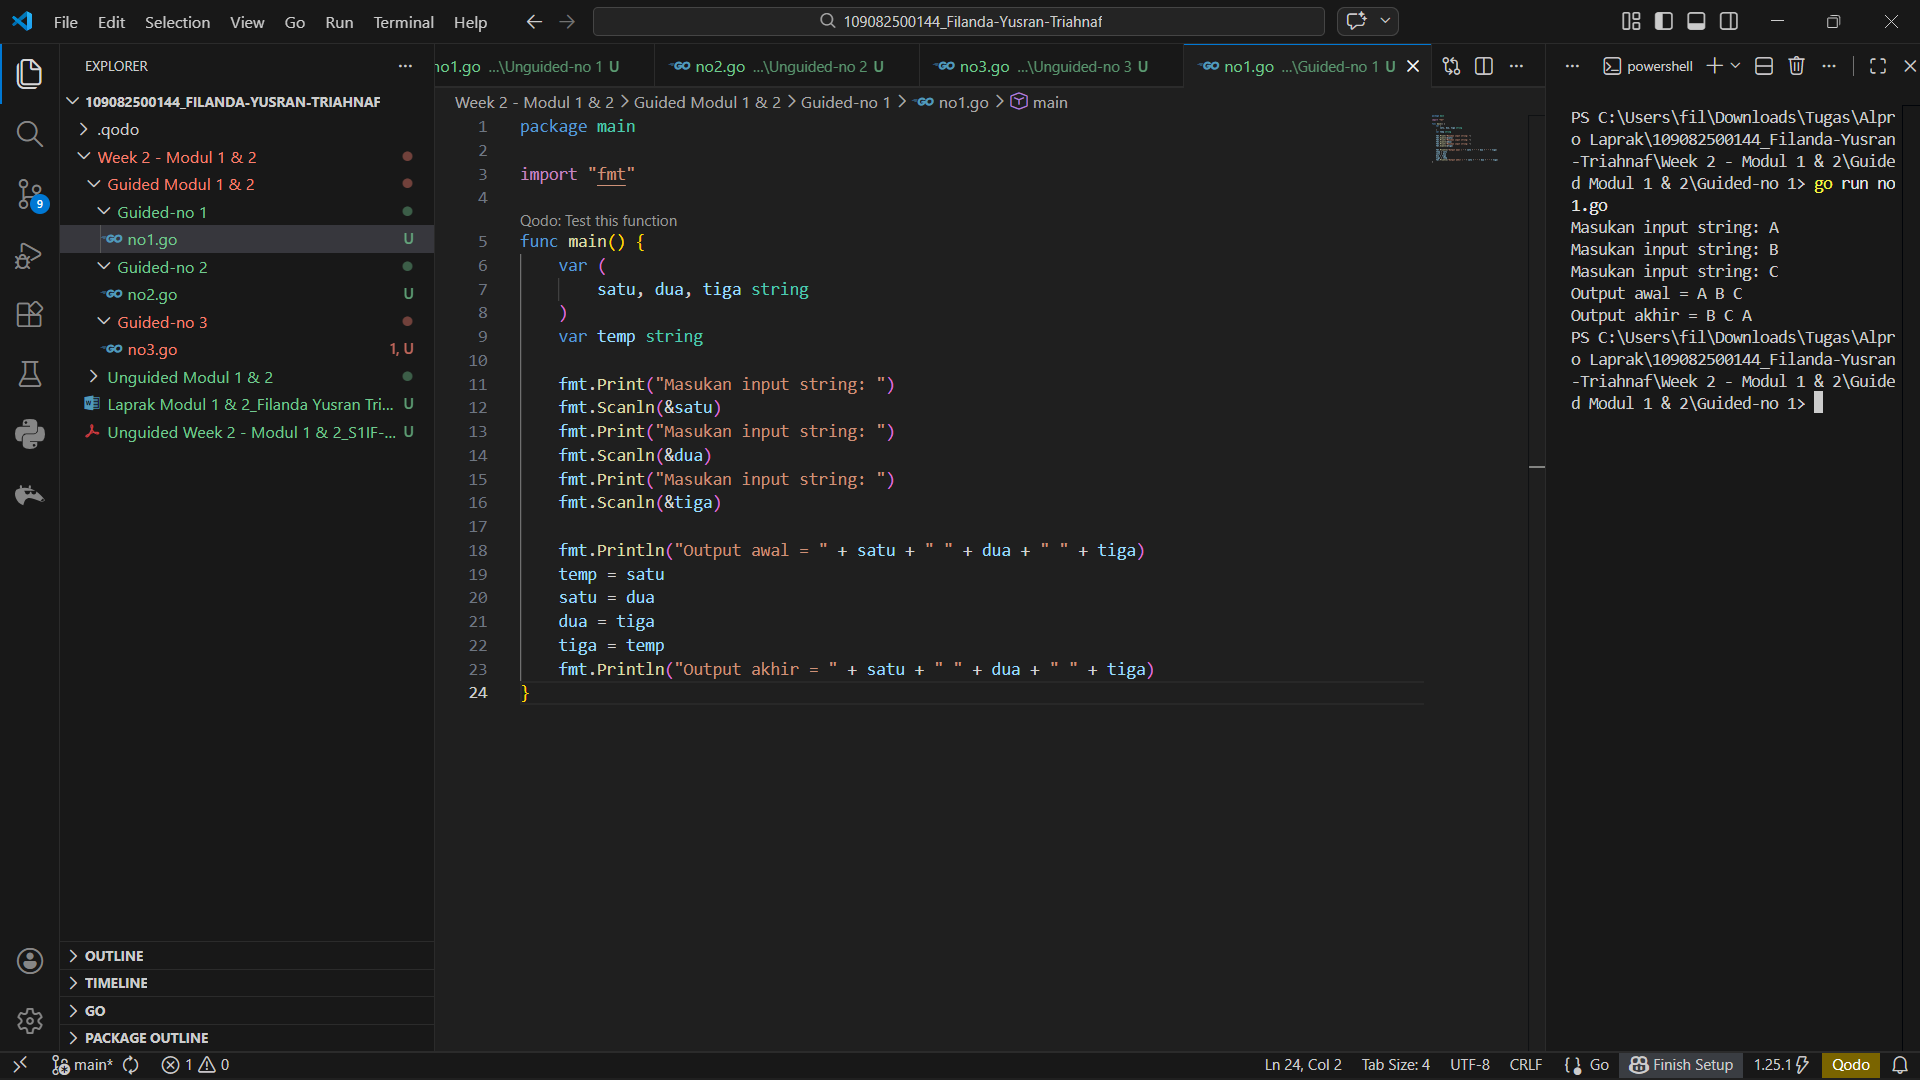 File Edit Selection View Go Run Terminal Help
109082500144_Filanda-Yusran-Triahnaf
EXPLORER
109082500144_FILANDA-YUSRAN-TRIAHNAF
.qodo
Week 2 - Modul 1 & 2
Guided Modul 1 & 2
Guided-no 1
no1.go U
Guided-no 2
no2.go U
Guided-no 3
no3.go 1, U
Unguided Modul 1 & 2
Laprak Modul 1 & 2_Filanda Yusran Tri... U
Unguided Week 2 - Modul 1 & 2_S1IF-... U
OUTLINE
TIMELINE
GO
PACKAGE OUTLINE
no1.go ...\Unguided-no 1 U
no2.go ...\Unguided-no 2 U
no3.go ...\Unguided-no 3 U
no1.go ...\Guided-no 1 U
Week 2 - Modul 1 & 2 > Guided Modul 1 & 2 > Guided-no 1 > no1.go > main
1 package main
2
3 import "fmt"
4
Qodo: Test this function
5 func main() {
6 var (
7 satu, dua, tiga string
8 )
9 var temp string
10
11 fmt.Print("Masukan input string: ")
12 fmt.Scanln(&satu)
13 fmt.Print("Masukan input string: ")
14 fmt.Scanln(&dua)
15 fmt.Print("Masukan input string: ")
16 fmt.Scanln(&tiga)
17
18 fmt.Println("Output awal = " + satu + " " + dua + " " + tiga)
19 temp = satu
20 satu = dua
21 dua = tiga
22 tiga = temp
23 fmt.Println("Output akhir = " + satu + " " + dua + " " + tiga)
24 }
powershell
PS C:\Users\fil\Downloads\Tugas\Alpr
o Laprak\109082500144_Filanda-Yusran
-Triahnaf\Week 2 - Modul 1 & 2\Guide
d Modul 1 & 2\Guided-no 1> go run no
1.go
Masukan input string: A
Masukan input string: B
Masukan input string: C
Output awal = A B C
Output akhir = B C A
PS C:\Users\fil\Downloads\Tugas\Alpr
o Laprak\109082500144_Filanda-Yusran
-Triahnaf\Week 2 - Modul 1 & 2\Guide
d Modul 1 & 2\Guided-no 1>
9
main* 1 0
Ln 24, Col 2 Tab Size: 4 UTF-8 CRLF {} Go Finish Setup 1.25.1 Qodo